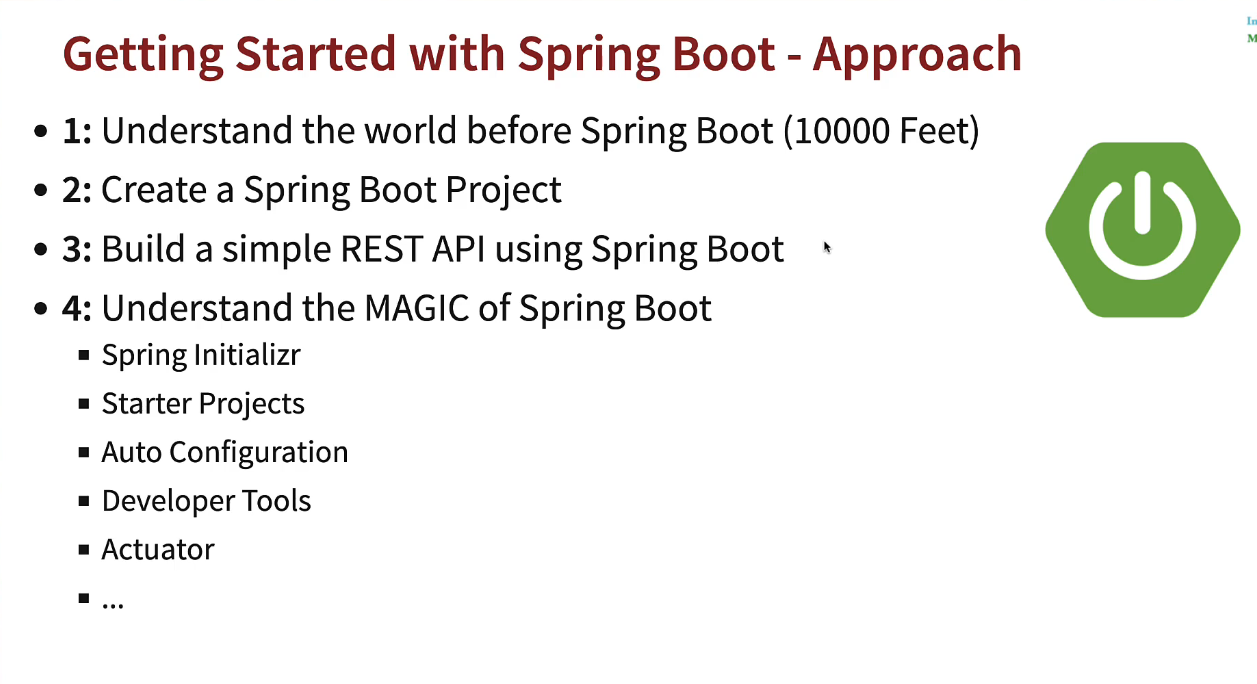 Getting Started with Spring Boot - Approach
• 1: Understand the world before Spring Boot (10000 Feet)
• 2: Create a Spring Boot Project
• 3: Build a simple REST API using Spring Boot
• 4: Understand the MAGIC of Spring Boot
▪ Spring Initializr
▪ Starter Projects
▪ Auto Configuration
▪ Developer Tools
▪ Actuator
▪ ...